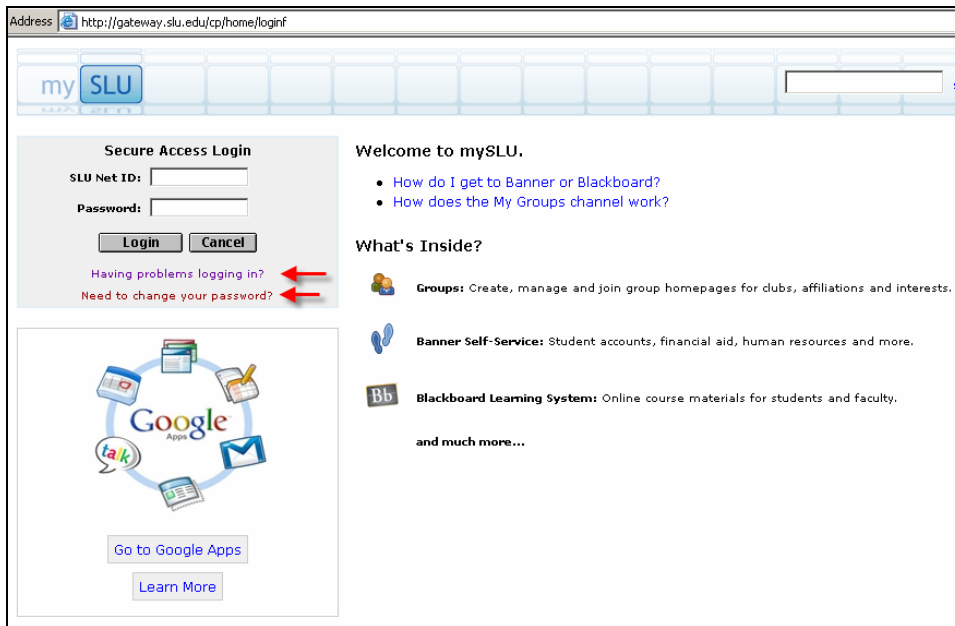 Address http://gateway.slu.edu/cp/home/loginf
my SLU
Secure Access Login
SLU Net ID:
Password:
Login Cancel
Having problems logging in?
Need to change your password?
Google
Apps
talk
Go to Google Apps
Learn More
Welcome to mySLU.
• How do I get to Banner or Blackboard?
• How does the My Groups channel work?
What's Inside?
Groups: Create, manage and join group homepages for clubs, affiliations and interests.
Banner Self-Service: Student accounts, financial aid, human resources and more.
Bb Blackboard Learning System: Online course materials for students and faculty.
and much more...